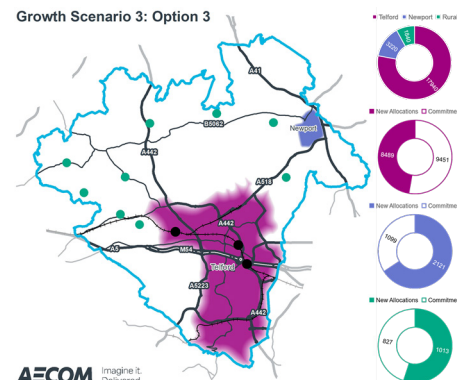 Growth Scenario 3: Option 3
Telford Newport Rural
1840
3220
17940
A41
B5062
Newport
A442
New Allocations Commitme
8489
9451
A518
A442
New Allocations Commitme
A5
M54
Telford
1099
2121
A5223
A442
New Allocations Commitme
827
1013
AECOM Imagine it.
Delivered.